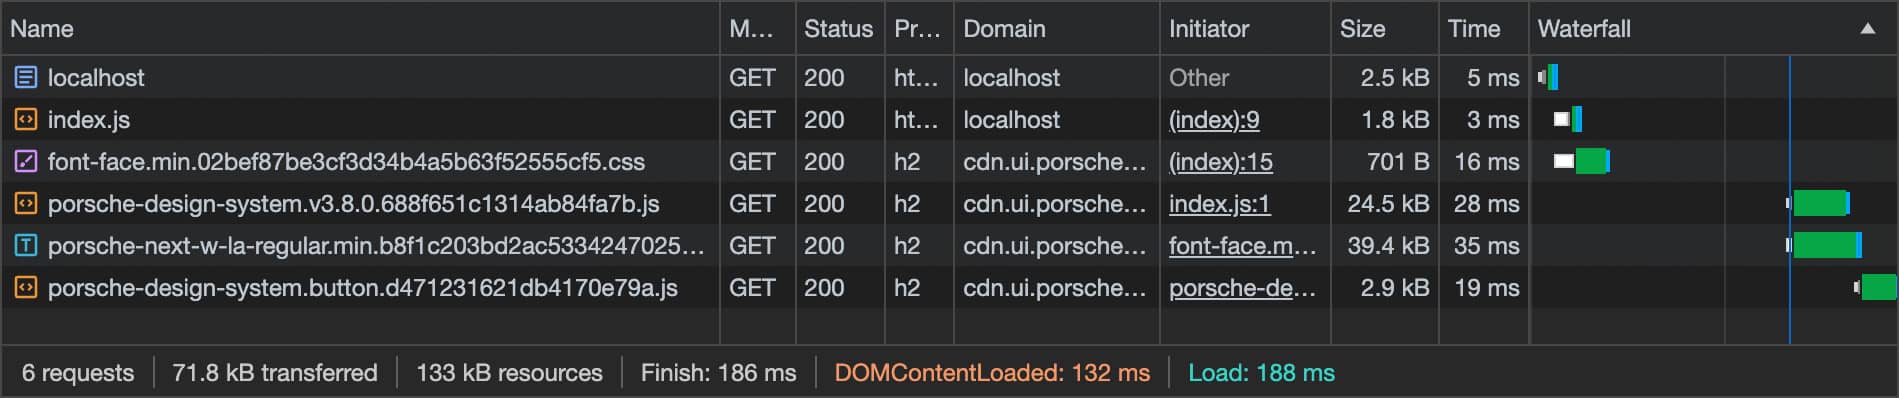 Name M... Status Pr... Domain Initiator Size Time Waterfall
localhost GET 200 ht... localhost Other 2.5 kB 5 ms
index.js GET 200 ht... localhost (index):9 1.8 kB 3 ms
font-face.min.02bef87be3cf3d34b4a5b63f52555cf5.css GET 200 h2 cdn.ui.porsche... (index):15 701 B 16 ms
porsche-design-system.v3.8.0.688f651c1314ab84fa7b.js GET 200 h2 cdn.ui.porsche... index.js:1 24.5 kB 28 ms
porsche-next-w-la-regular.min.b8f1c203bd2ac5334247025... GET 200 h2 cdn.ui.porsche... font-face.m... 39.4 kB 35 ms
porsche-design-system.button.d471231621db4170e79a.js GET 200 h2 cdn.ui.porsche... porsche-de... 2.9 kB 19 ms
6 requests 71.8 kB transferred 133 kB resources Finish: 186 ms DOMContentLoaded: 132 ms Load: 188 ms